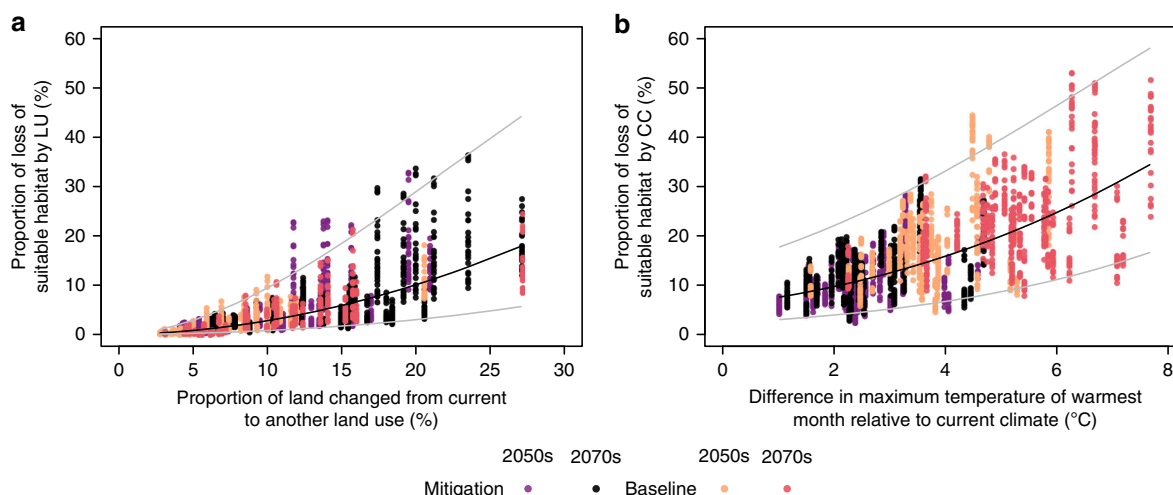 a
60
50
40
30
20
10
0
Proportion of loss of
suitable habitat by LU (%)
0 5 10 15 20 25 30
Proportion of land changed from current
to another land use (%)
b
60
50
40
30
20
10
0
Proportion of loss of
suitable habitat by CC (%)
0 2 4 6 8
Difference in maximum temperature of warmest
month relative to current climate (°C)
2050s 2070s 2050s 2070s
Mitigation Baseline